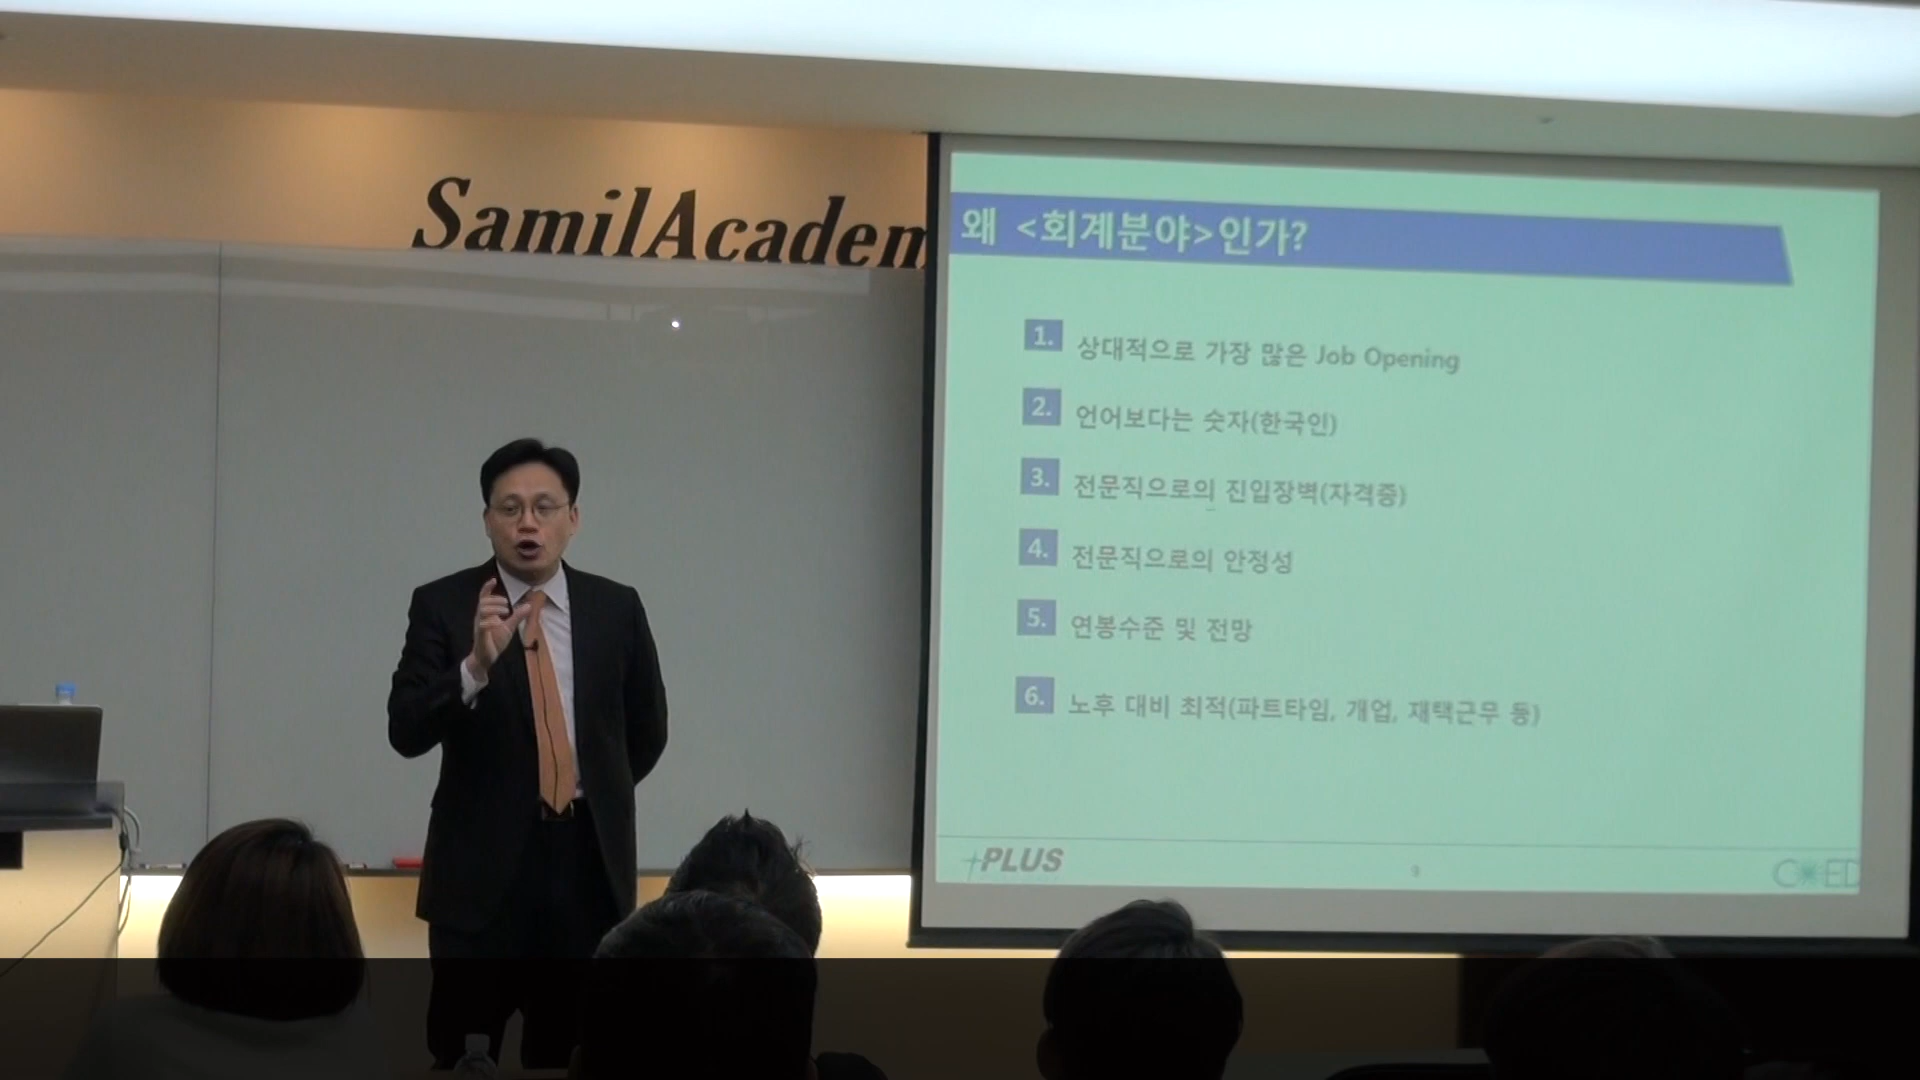 SamilAcadem
왜 <회계분야>인가?
1. 상대적으로 가장 많은 Job Opening
2. 언어보다는 숫자(한국인)
3. 전문직으로의 진입장벽(자격증)
4. 전문직으로의 안정성
5. 연봉수준 및 전망
6. 노후 대비 최적(파트타임, 개업, 재택근무 등)
PLUS
9